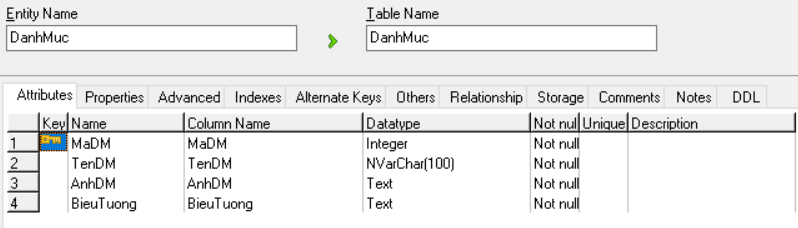 Entity Name Table Name
DanhMuc DanhMuc
Attributes Properties Advanced Indexes Alternate Keys Others Relationship Storage Comments Notes DDL
Key Name Column Name Datatype Not nul Unique Description
1 MaDM MaDM Integer Not null
2 TenDM TenDM NVarChar(100) Not null
3 AnhDM AnhDM Text Not null
4 BieuTuong BieuTuong Text Not null